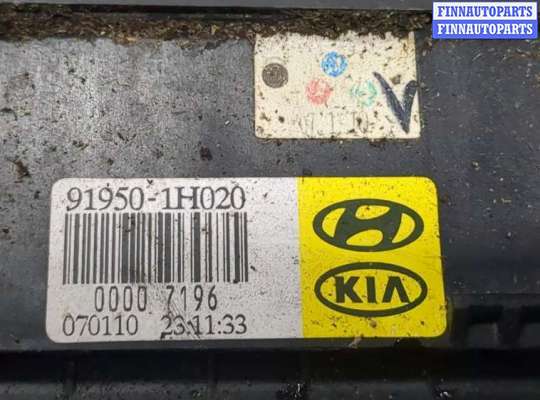 FINNAUTOPARTS
FINNAUTOPARTS
91950-1H020
0000 7196
070110 23:11:33
KIA